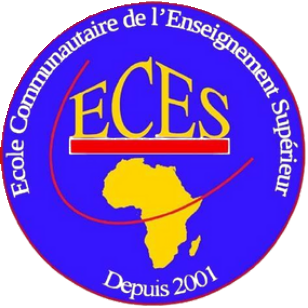 Ecole Communautaire de l'Enseignement Supérieur
ECES
Depuis 2001